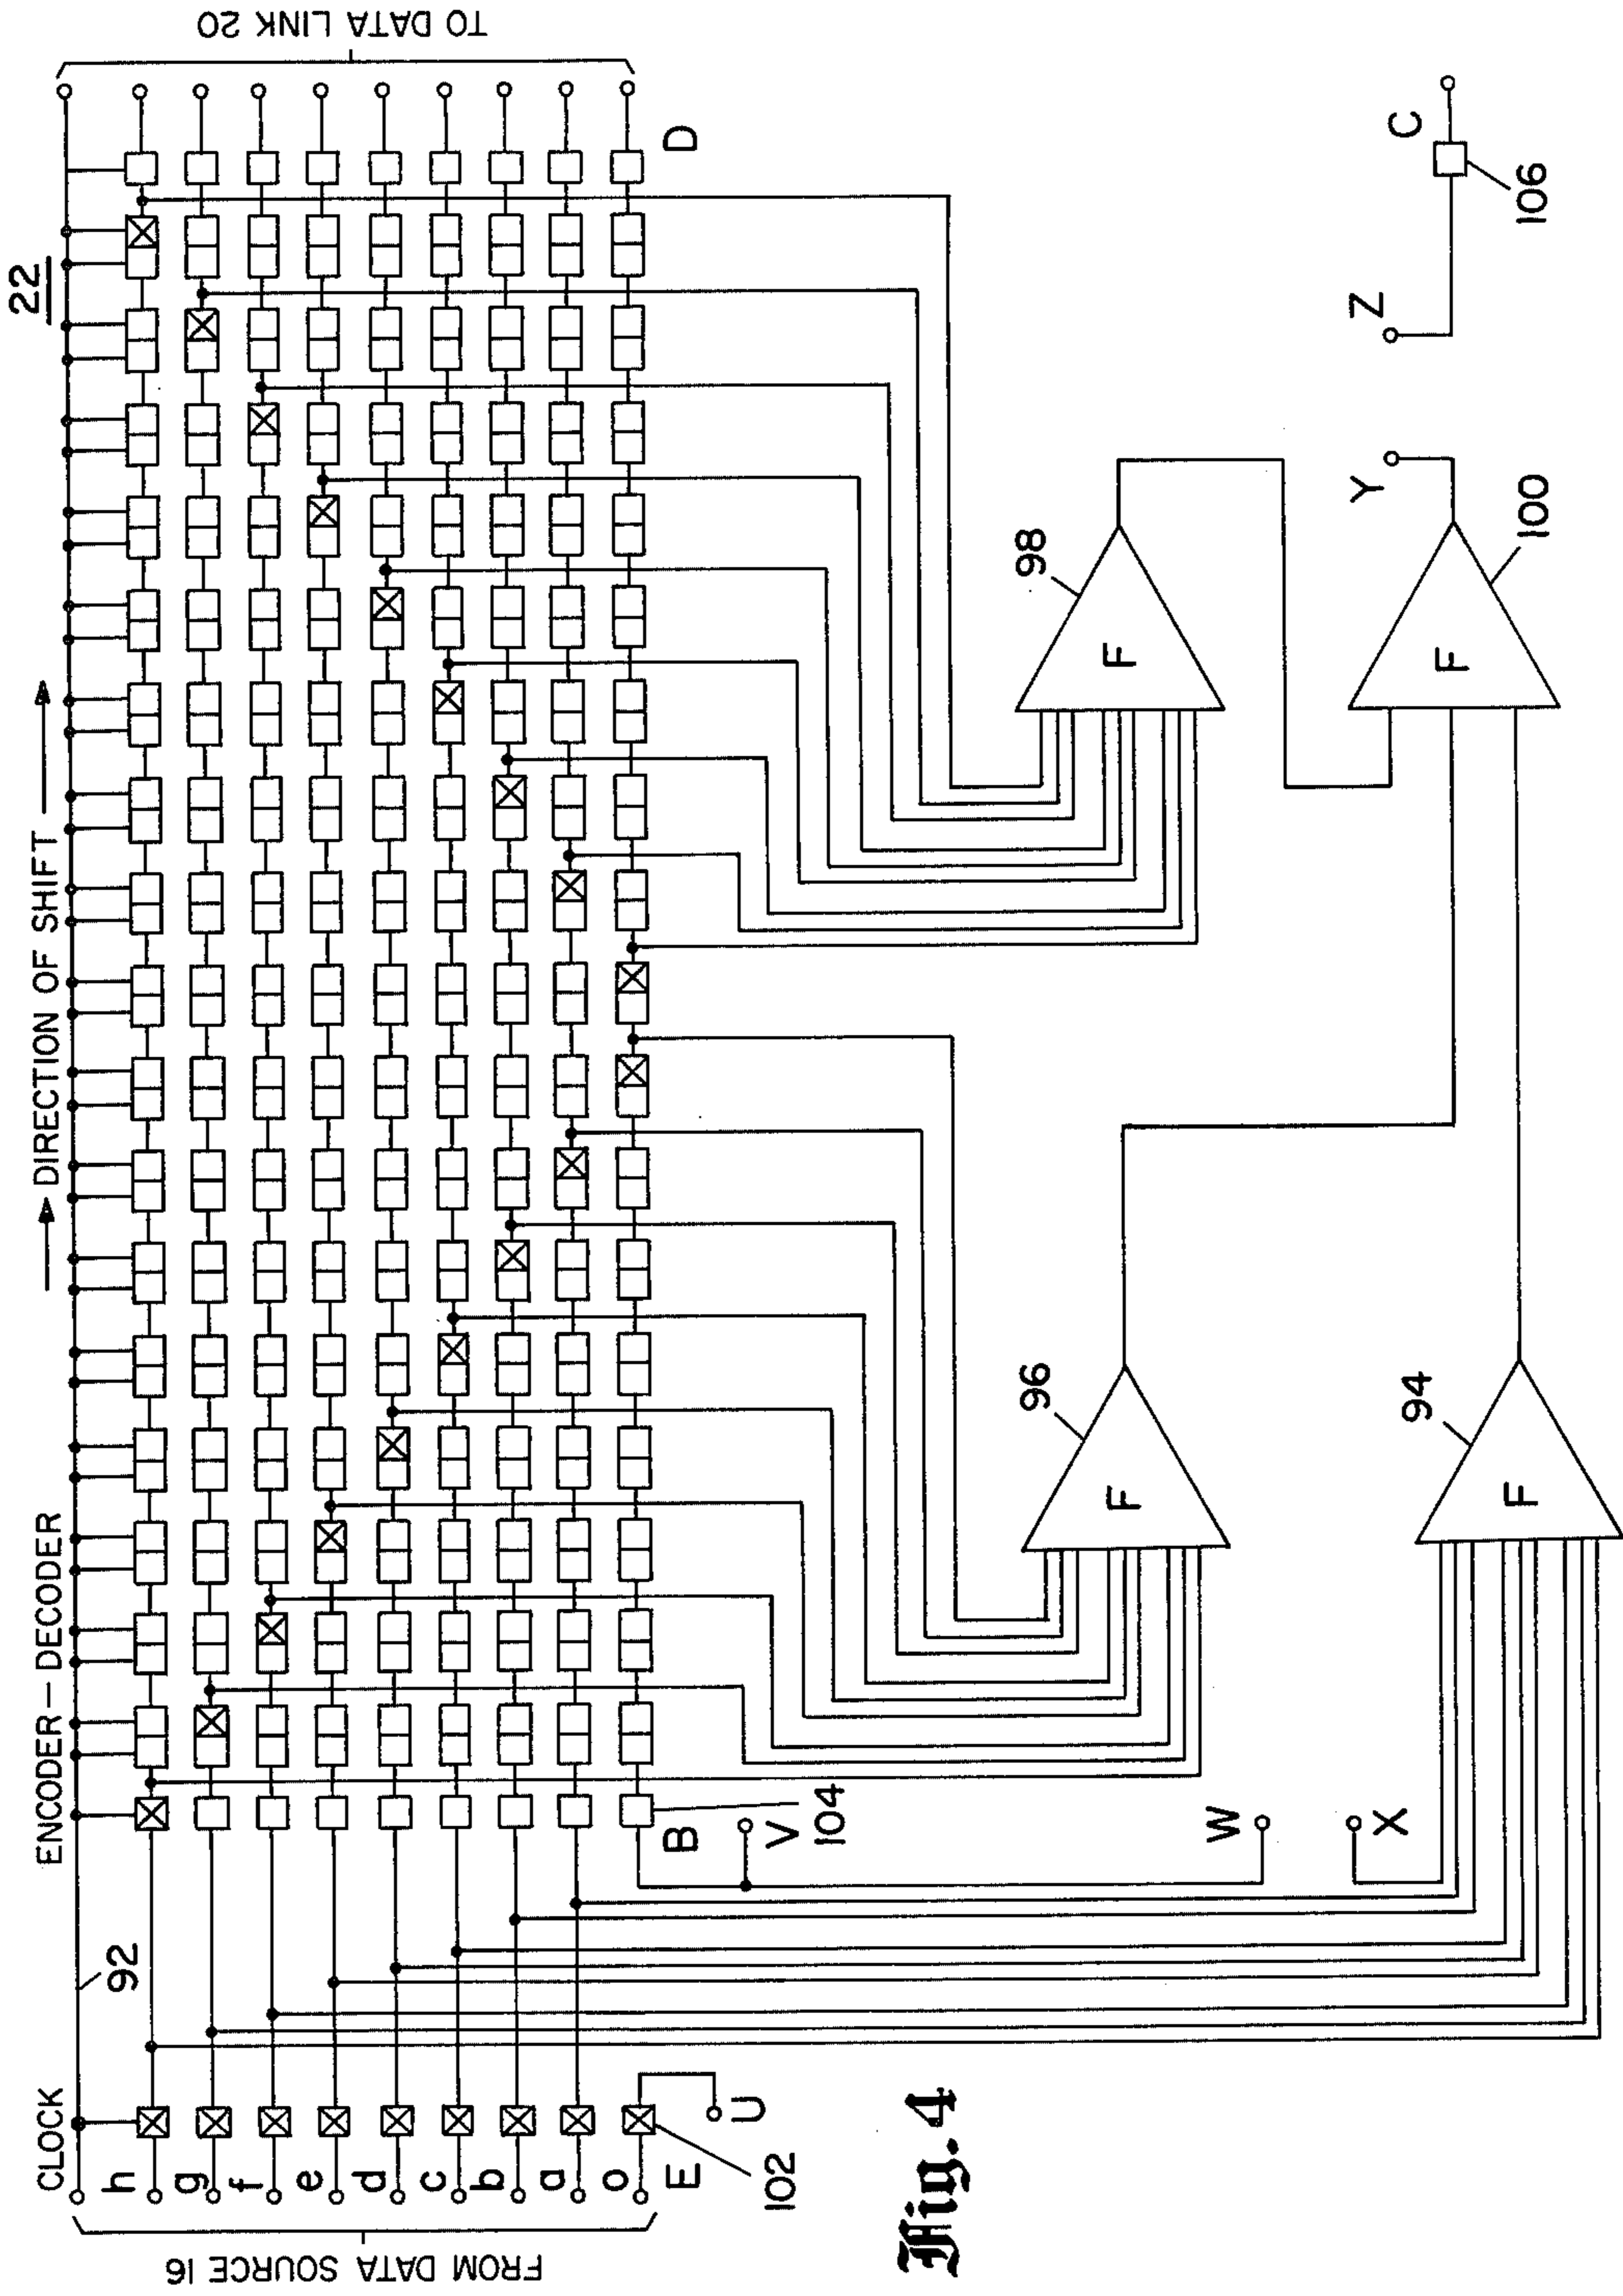 22
ENCODER–DECODER
DIRECTION OF SHIFT
CLOCK
92
FROM DATA SOURCE 16
TO DATA LINK 20
h
g
f
e
d
c
b
a
o
E
102
U
B
V
104
D
W
X
96
F
98
F
94
F
100
F
Y
Z
C
106
Fig. 4